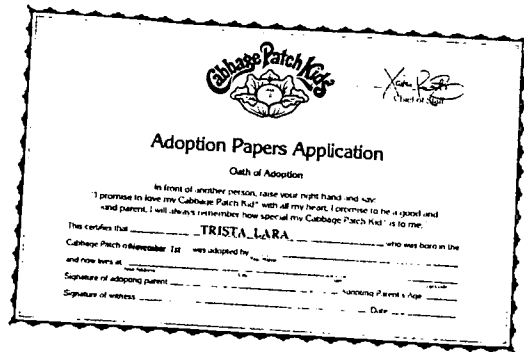 Cabbage Patch Kids
Chief of Staff
Adoption Papers Application
Oath of Adoption
In front of another person, raise your right hand and say:
"I promise to love my Cabbage Patch Kid" with all my heart. I promise to be a good and
kind parent. I will always remember how special my Cabbage Patch Kid" is to me.
This certifies that TRISTA LARA who was born in the
Cabbage Patch on November 1st was adopted by
and now lives at
Signature of adopting parent Adopting Parent's Age
Signature of witness Date